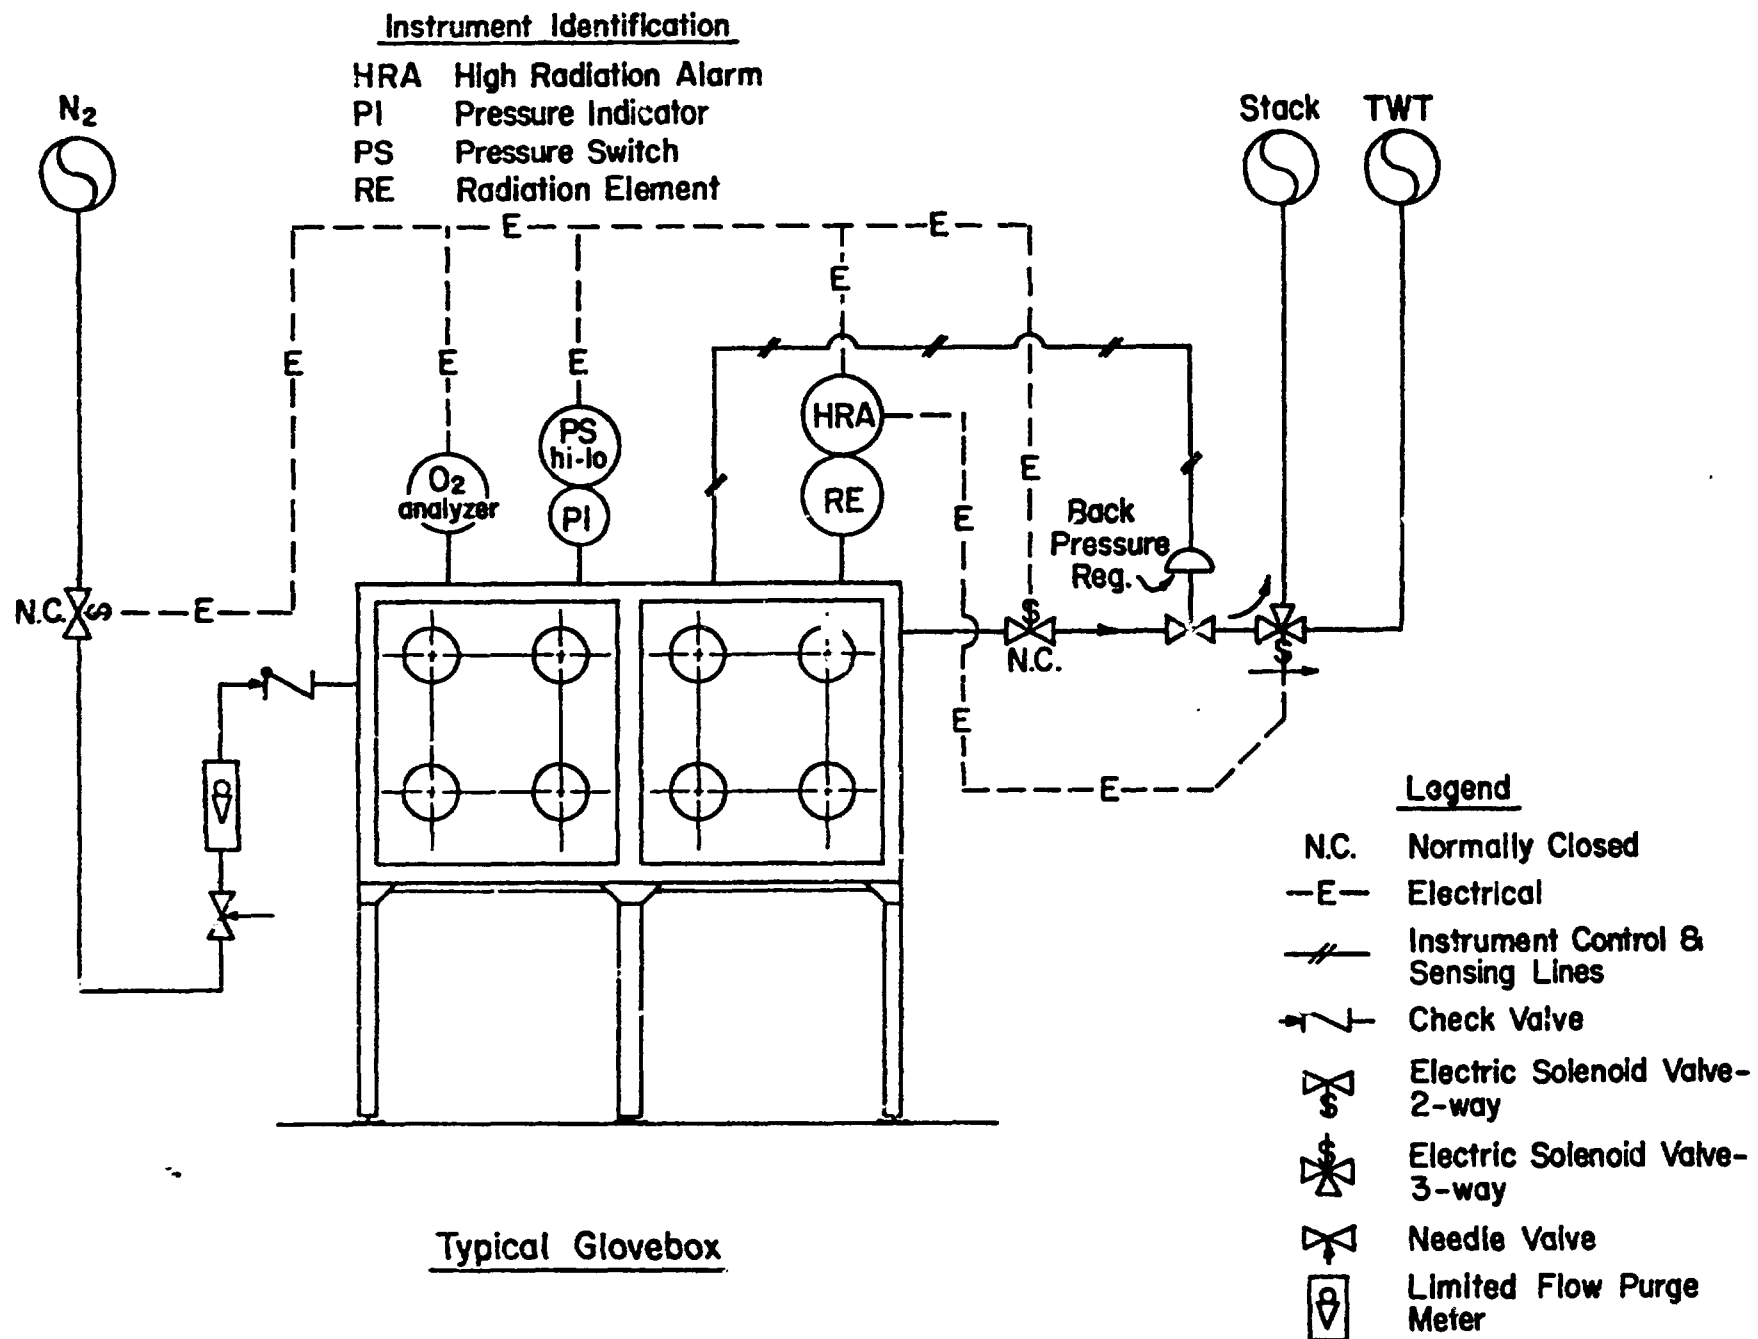 Instrument Identification
HRA High Radiation Alarm
PI Pressure Indicator
PS Pressure Switch
RE Radiation Element
N2
Stack
TWT
E
E
E
E
E
E
E
PS
hi-lo
HRA
O2
analyzer
PI
RE
E
E
Back
Pressure
Reg.
N.C.
S
E
S
N.C.
S
E
E
Legend
N.C. Normally Closed
-E- Electrical
Instrument Control &
Sensing Lines
Check Valve
Electric Solenoid Valve-
2-way
S
Electric Solenoid Valve-
3-way
S
Needle Valve
Limited Flow Purge
Meter
Typical Glovebox